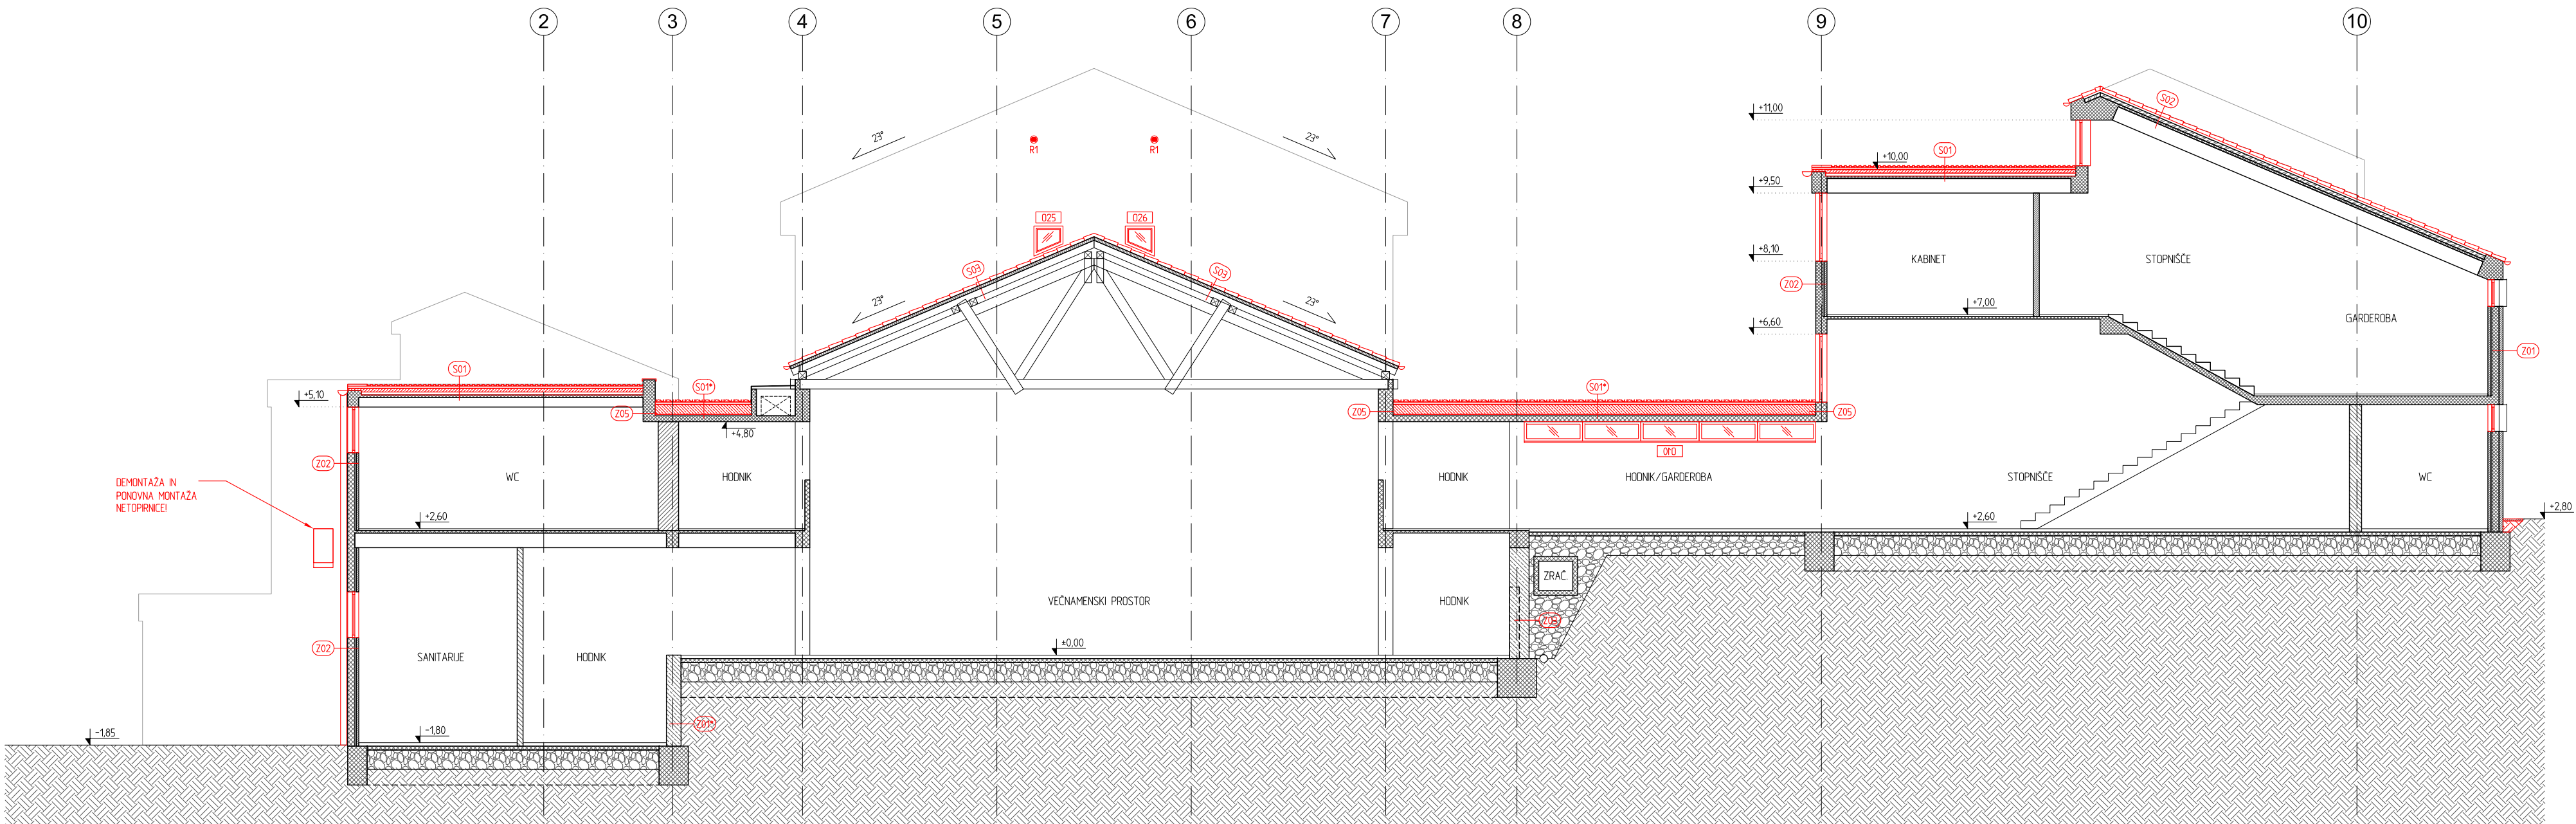 2 3 4 5 6 7 8 9 10
23° 23°
R1 R1
+11,00
S02
S01
+10,00
+9,50
025 026
+8,10
KABINET
STOPNIŠČE
S03 S03
Z02
23° 23°
+7,00
+6,60
GARDEROBA
Z01
S01
S01*
S01*
+5,10
Z05
Z05
Z05
+4,80
010
Z02
WC
HODNIK
HODNIK
HODNIK/GARDEROBA
STOPNIŠČE
WC
DEMONTAŽA IN
PONOVNA MONTAŽA
NETOPIRNICE!
+2,60
+2,60
+2,80
ZRAČ.
VEČNAMENSKI PROSTOR
HODNIK
±0,00
Z02
SANITARIJE
HODNIK
Z01*
-1,85
-1,80